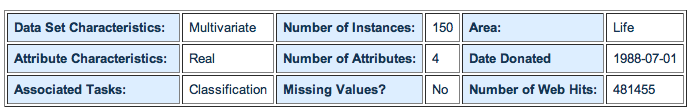 Data Set Characteristics: Multivariate Number of Instances: 150 Area: Life
Attribute Characteristics: Real Number of Attributes: 4 Date Donated 1988-07-01
Associated Tasks: Classification Missing Values? No Number of Web Hits: 481455